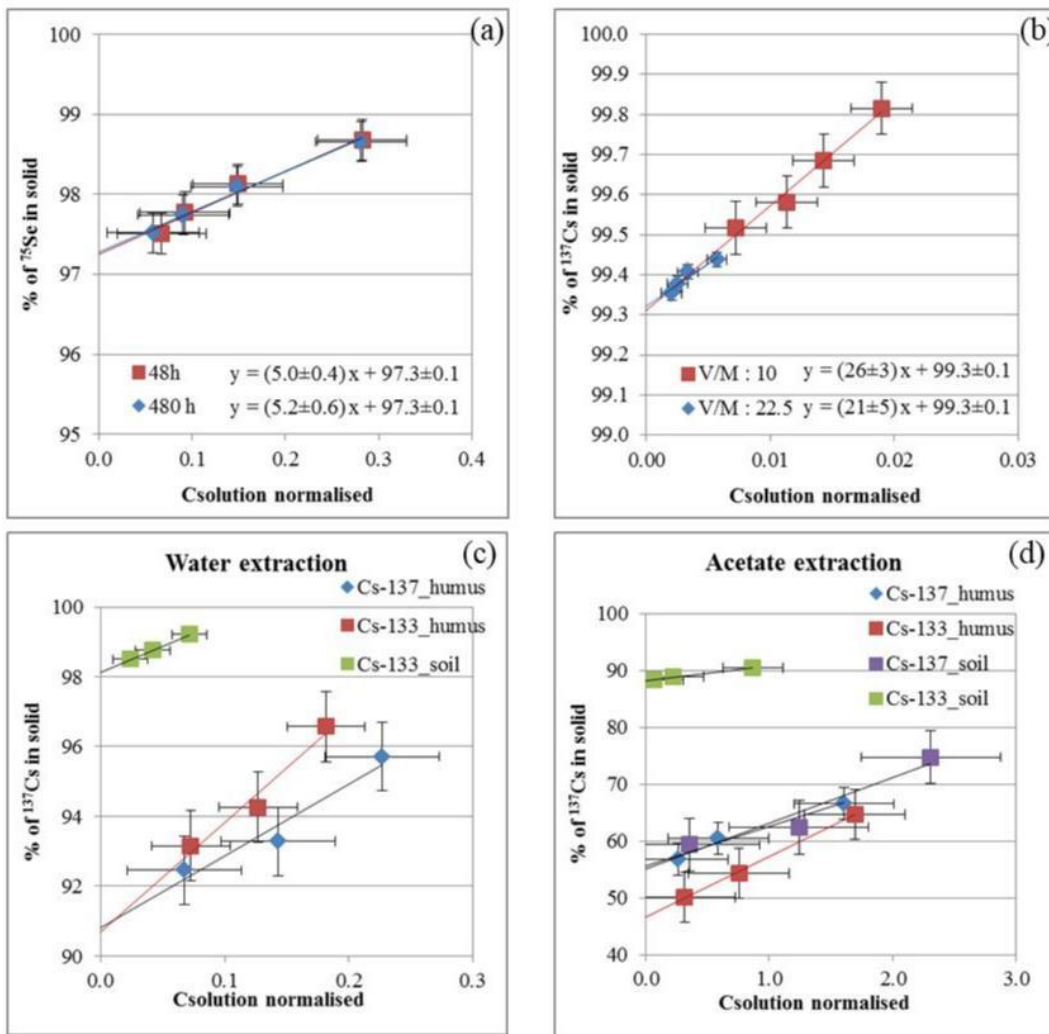 (a)
% of ⁷⁵Se in solid
100
99
98
97
96
95
48h y = (5.0±0.4) x + 97.3±0.1
480 h y = (5.2±0.6) x + 97.3±0.1
0.0 0.1 0.2 0.3 0.4
Csolution normalised
(b)
% of ¹³⁷Cs in solid
100.0
99.9
99.8
99.7
99.6
99.5
99.4
99.3
99.2
99.1
99.0
V/M : 10 y = (26±3) x + 99.3±0.1
V/M : 22.5 y = (21±5) x + 99.3±0.1
0.00 0.01 0.02 0.03
Csolution normalised
(c)
Water extraction
Cs-137_humus
Cs-133_humus
Cs-133_soil
% of ¹³⁷Cs in solid
100
98
96
94
92
90
0.0 0.1 0.2 0.3
Csolution normalised
(d)
Acetate extraction
Cs-137_humus
Cs-133_humus
Cs-137_soil
Cs-133_soil
% of ¹³⁷Cs in solid
100
90
80
70
60
50
40
0.0 1.0 2.0 3.0
Csolution normalised